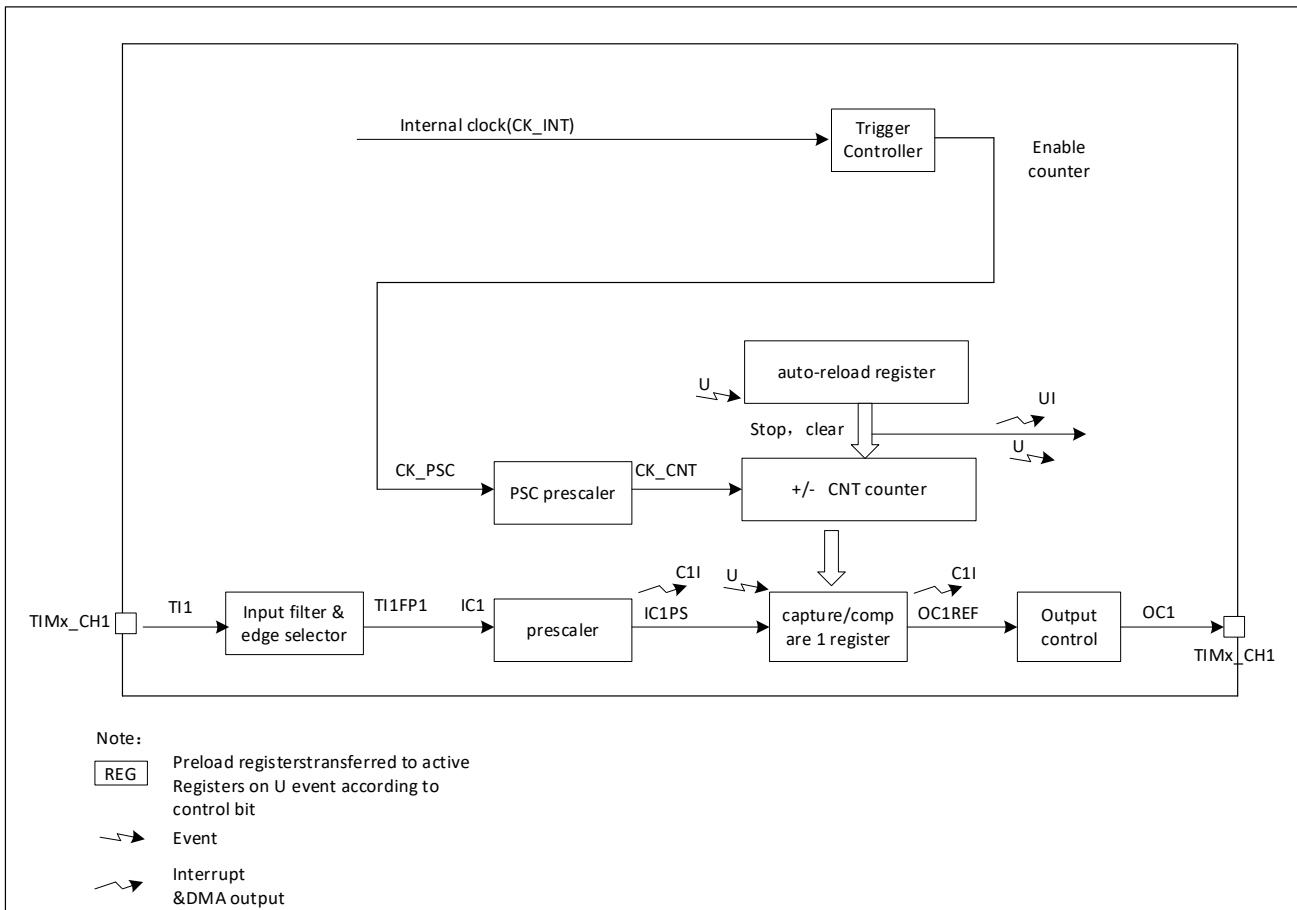 Internal clock(CK_INT)
Trigger
Controller
Enable
counter
auto-reload register
U
UI
Stop，clear
U
CK_PSC
CK_CNT
PSC prescaler
+/- CNT counter
C1I
U
C1I
TI1
TI1FP1
IC1
IC1PS
OC1REF
OC1
TIMx_CH1
Input filter &
edge selector
prescaler
capture/comp
are 1 register
Output
control
TIMx_CH1
Note：
REG
Preload registerstransferred to active
Registers on U event according to
control bit
Event
Interrupt
&DMA output